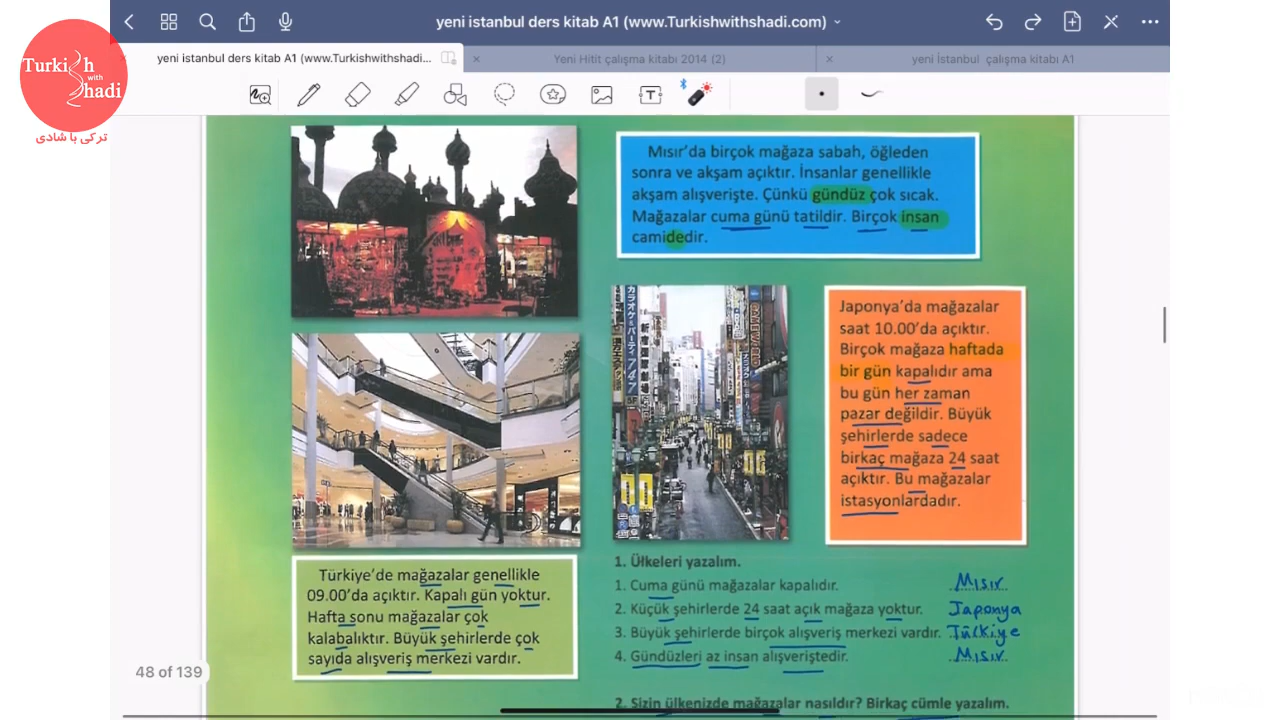 yeni istanbul ders kitab A1 (www.Turkishwithshadi.com)
yeni istanbul ders kitab A1 (www.Turkishwithshadi...
Yeni Hitit çalışma kitabı 2014 (2)
yeni İstanbul çalışma kitabı A1
Turkish
with
Shadi
ترکی با شادی
T
Mısır'da birçok mağaza sabah, öğleden
sonra ve akşam açıktır. İnsanlar genellikle
akşam alışverişte. Çünkü gündüz çok sıcak.
Mağazalar cuma günü tatildir. Birçok insan
camidedir.
Japonya'da mağazalar
saat 10.00'da açıktır.
Birçok mağaza haftada
bir gün kapalıdır ama
bu gün her zaman
pazar değildir. Büyük
şehirlerde sadece
birkaç mağaza 24 saat
açıktır. Bu mağazalar
istasyonlardadır.
Türkiye'de mağazalar genellikle
09.00'da açıktır. Kapalı gün yoktur.
Hafta sonu mağazalar çok
kalabalıktır. Büyük şehirlerde çok
sayıda alışveriş merkezi vardır.
1. Ülkeleri yazalım.
1. Cuma günü mağazalar kapalıdır. Mısır
2. Küçük şehirlerde 24 saat açık mağaza yoktur. Japonya
3. Büyük şehirlerde birçok alışveriş merkezi vardır. Türkiye
4. Gündüzleri az insan alışveriştedir. Mısır
2. Sizin ülkenizde mağazalar nasıldır? Birkaç cümle yazalım.
48 of 139